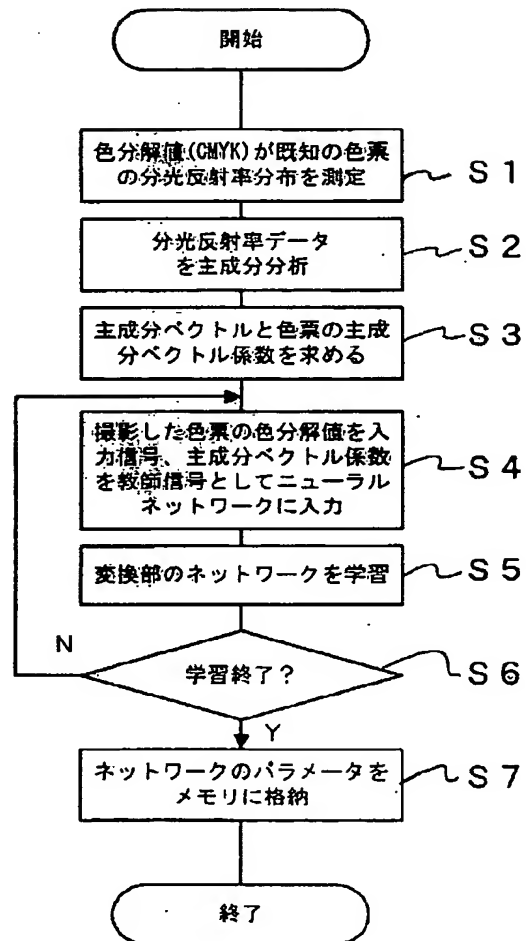 開始
色分解値(CMYK)が既知の色票
の分光反射率分布を測定
S1
分光反射率データ
を主成分分析
S2
主成分ベクトルと色票の主成
分ベクトル係数を求める
S3
撮影した色票の色分解値を入
力信号、主成分ベクトル係数
を教師信号としてニューラル
ネットワークに入力
S4
変換部のネットワークを学習
S5
N
学習終了?
S6
Y
ネットワークのパラメータを
メモリに格納
S7
終了